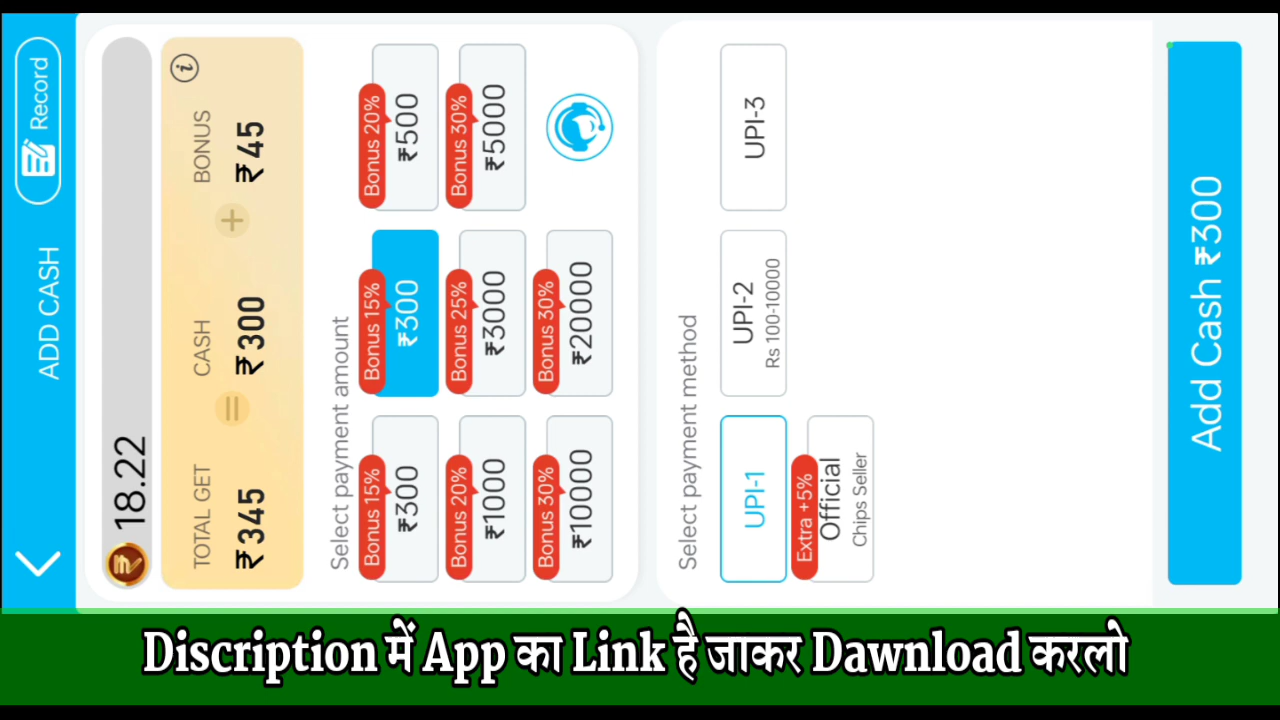 ADD CASH
Record
18.22
TOTAL GET
CASH
BONUS
₹345 = ₹300 + ₹45
Select payment amount
Bonus 15%
₹300
Bonus 15%
₹300
Bonus 20%
₹500
Bonus 20%
₹1000
Bonus 25%
₹3000
Bonus 30%
₹5000
Bonus 30%
₹10000
Bonus 30%
₹20000
Select payment method
UPI-1
UPI-2
Rs 100-10000
UPI-3
Extra +5%
Official
Chips Seller
Add Cash ₹300
Discription में App का Link है जाकर Dawnload करलो